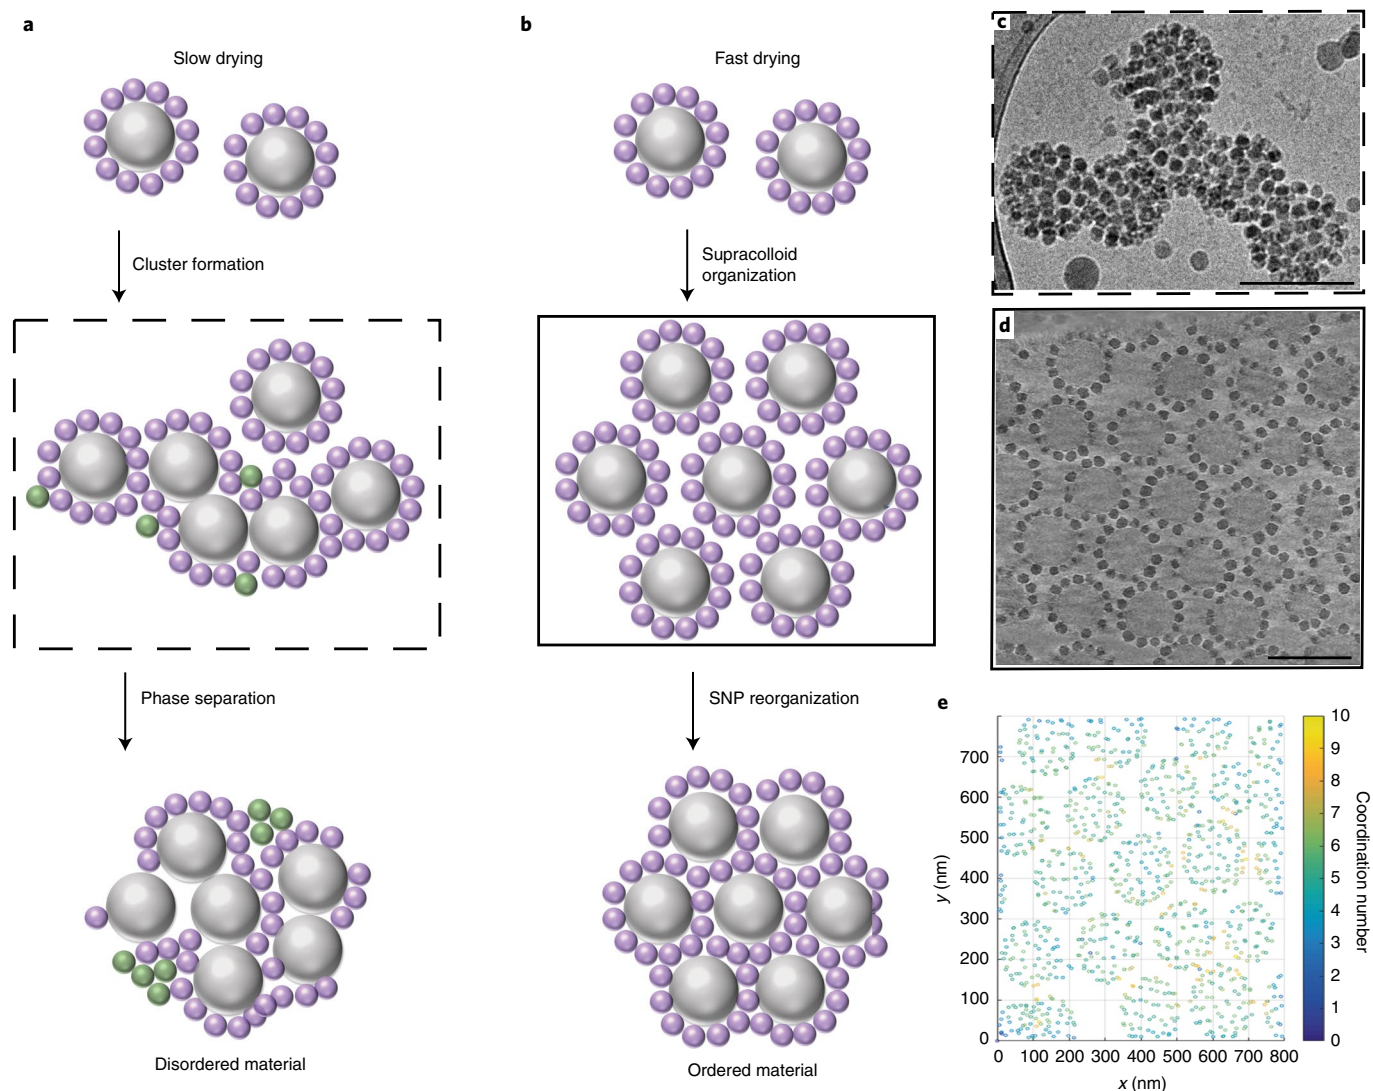 a
Slow drying
Cluster formation
Phase separation
Disordered material
b
Fast drying
Supracolloid
organization
SNP reorganization
Ordered material
c
d
e
700
600
500
400
300
200
100
0
y (nm)
0 100 200 300 400 500 600 700 800
x (nm)
10
9
8
7
6
5
4
3
2
1
0
Coordination number